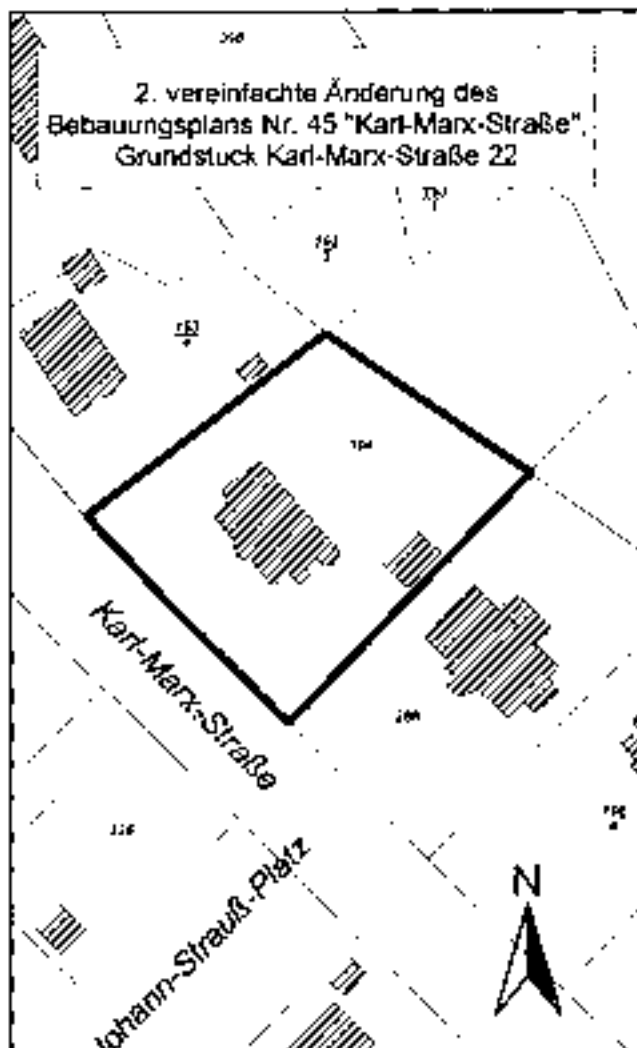 2. vereinfachte Änderung des
Bebauungsplans Nr. 45 "Karl-Marx-Straße",
Grundstuck Karl-Marx-Straße 22
Karl-Marx-Straße
Johann-Strauß-Platz
N